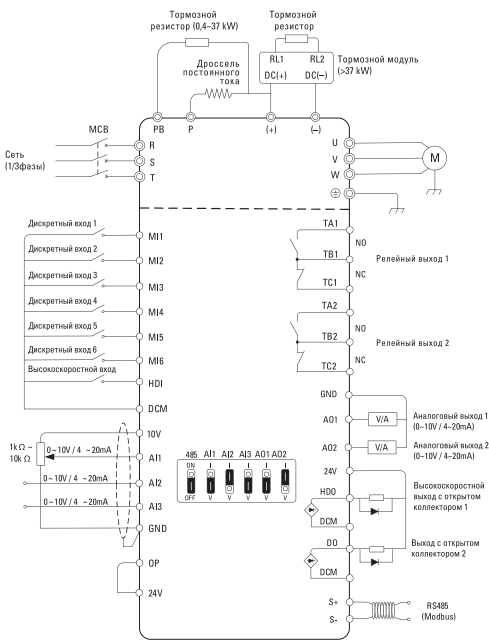 Тормозной
резистор (0,4~37 kW)
Тормозной
резистор
Дроссель
постоянного
тока
RL1 RL2
DC(+) DC(–)
Тормозной модуль
(>37 kW)
MCB
PB P (+) (–)
Сеть
(1/3фазы)
R
S
T
U
V
W
M
Дискретный вход 1
MI1
Дискретный вход 2
MI2
Дискретный вход 3
MI3
Дискретный вход 4
MI4
Дискретный вход 5
MI5
Дискретный вход 6
MI6
Высокоскоростной вход
HDI
DCM
TA1
NO
TB1
Релейный выход 1
NC
TC1
TA2
NO
TB2
Релейный выход 2
NC
TC2
GND
AO1
V/A
Аналоговый выход 1
(0~10V / 4~20mA)
AO2
V/A
Аналоговый выход 2
(0~10V / 4~20mA)
10V
1k Ω ~
10k Ω
0~10V / 4 ~20mA
AI1
0~10V / 4 ~20mA
AI2
0~10V / 4 ~20mA
AI3
GND
OP
24V
485 AI1 AI2 AI3 AO1 AO2
ON I I I I I
OFF V V V V V
24V
HDO
Высокоскоростной
выход с открытом
коллектором 1
DCM
DO
Выход с открытом
коллектором 2
DCM
S+
S-
RS485
(Modbus)